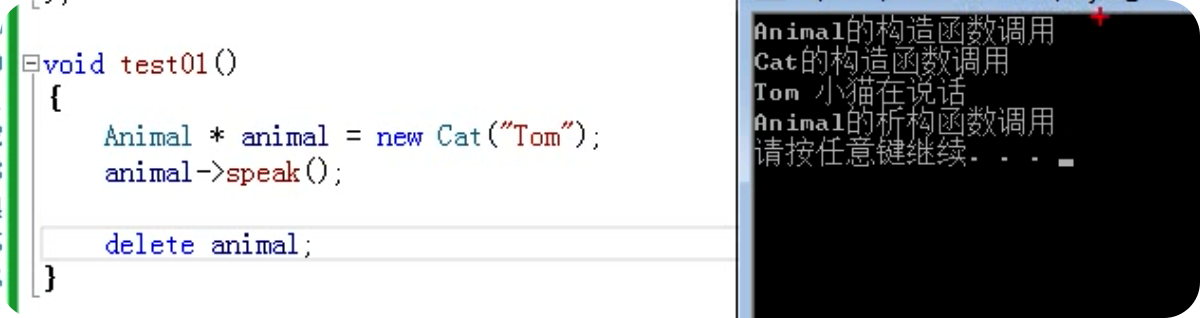 void test01()
{
Animal * animal = new Cat("Tom");
animal->speak();
delete animal;
}
Animal的构造函数调用
Cat的构造函数调用
Tom 小猫在说话
Animal的析构函数调用
请按任意键继续. . .